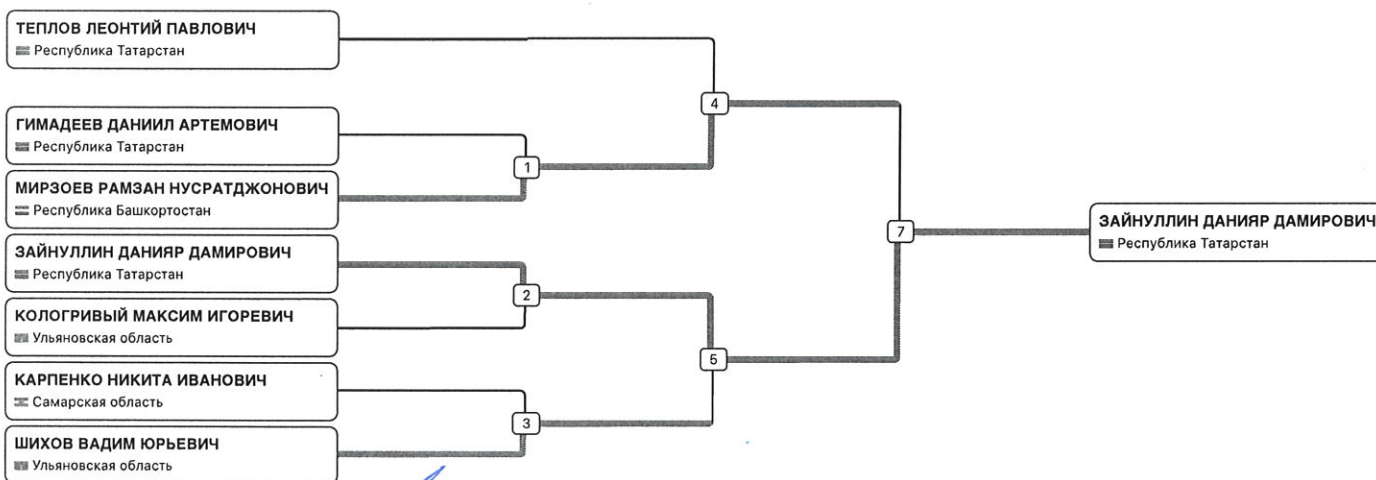 ТЕПЛОВ ЛЕОНТИЙ ПАВЛОВИЧ
Республика Татарстан
ГИМАДЕЕВ ДАНИИЛ АРТЕМОВИЧ
Республика Татарстан
МИРЗОЕВ РАМЗАН НУСРАТДЖОНОВИЧ
Республика Башкортостан
ЗАЙНУЛЛИН ДАНИЯР ДАМИРОВИЧ
Республика Татарстан
КОЛОГРИВЫЙ МАКСИМ ИГОРЕВИЧ
Ульяновская область
КАРПЕНКО НИКИТА ИВАНОВИЧ
Самарская область
ШИХОВ ВАДИМ ЮРЬЕВИЧ
Ульяновская область
1
2
3
4
5
7
ЗАЙНУЛЛИН ДАНИЯР ДАМИРОВИЧ
Республика Татарстан